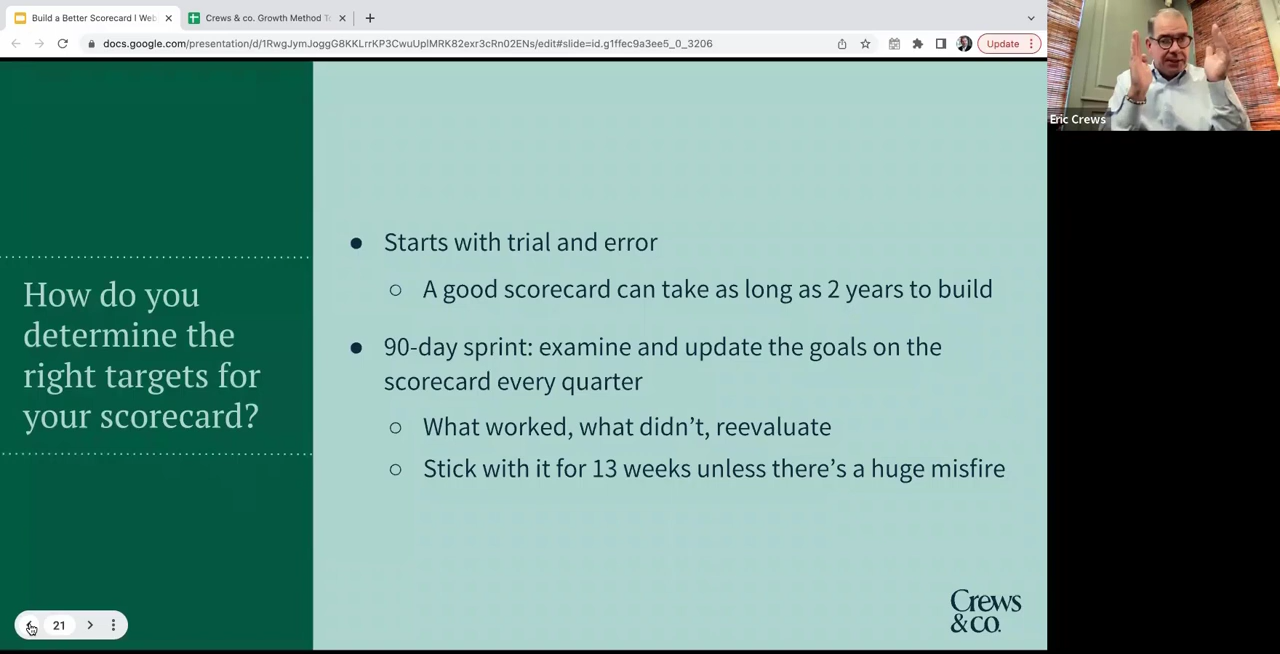 Build a Better Scorecard I Web
Crews & co. Growth Method T
docs.google.com/presentation/d/1RwgJymJoggG8KKLrrKP3CwuUplMRK82exr3cRn02ENs/edit#slide=id.g1ffec9a3ee5_0_3206
Update
Eric Crews
How do you
determine the
right targets for
your scorecard?
● Starts with trial and error
○ A good scorecard can take as long as 2 years to build
● 90-day sprint: examine and update the goals on the
scorecard every quarter
○ What worked, what didn’t, reevaluate
○ Stick with it for 13 weeks unless there’s a huge misfire
Crews
& co.
21